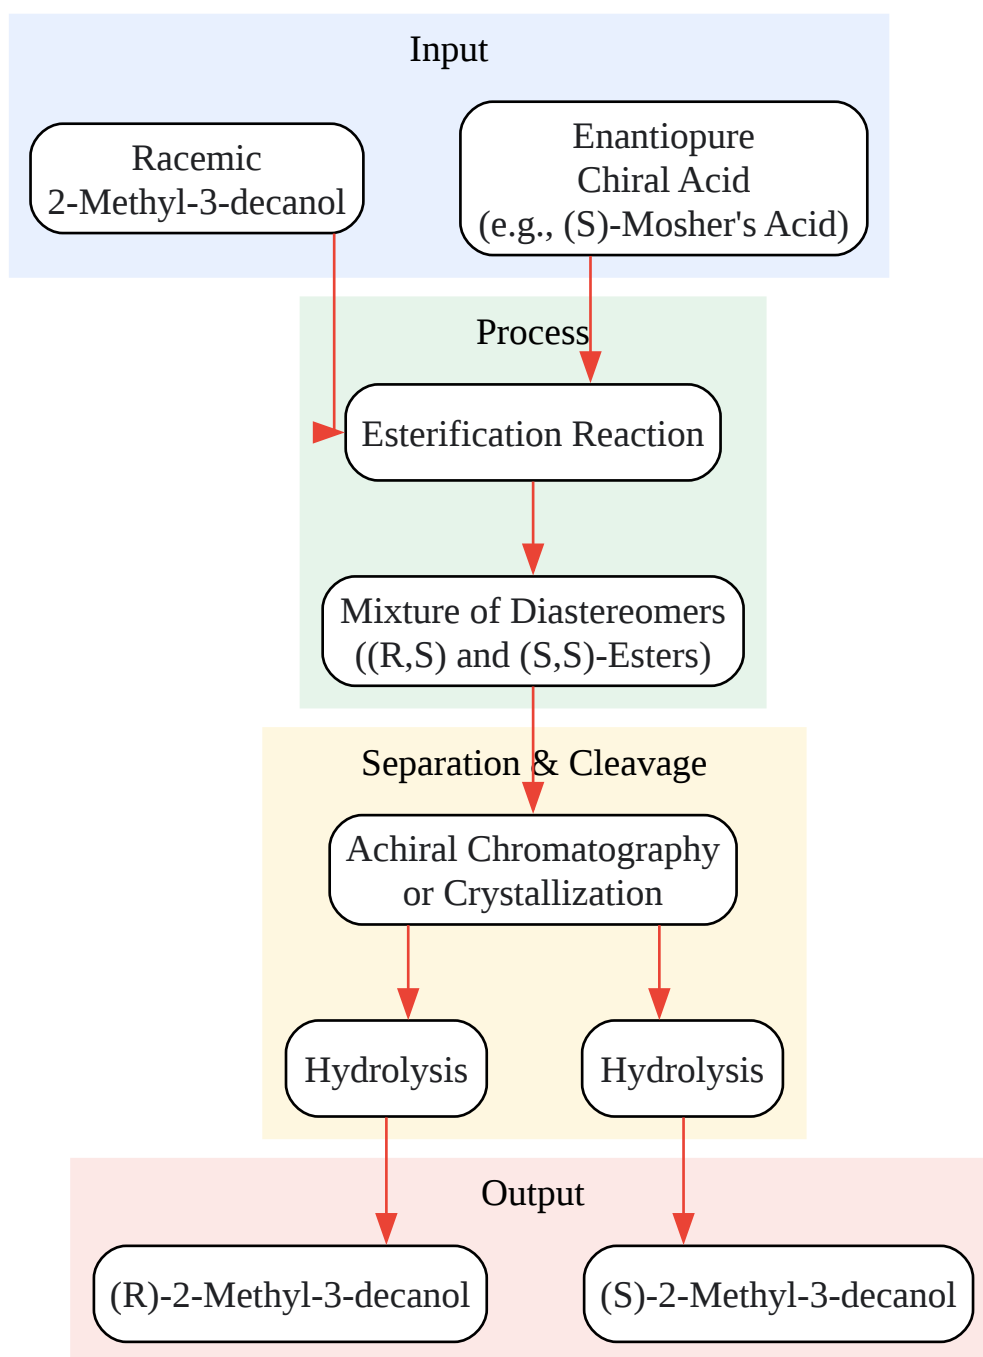 Input
Racemic
2-Methyl-3-decanol
Enantiopure
Chiral Acid
(e.g., (S)-Mosher's Acid)
Process
Esterification Reaction
Mixture of Diastereomers
((R,S) and (S,S)-Esters)
Separation & Cleavage
Achiral Chromatography
or Crystallization
Hydrolysis
Hydrolysis
Output
(R)-2-Methyl-3-decanol
(S)-2-Methyl-3-decanol